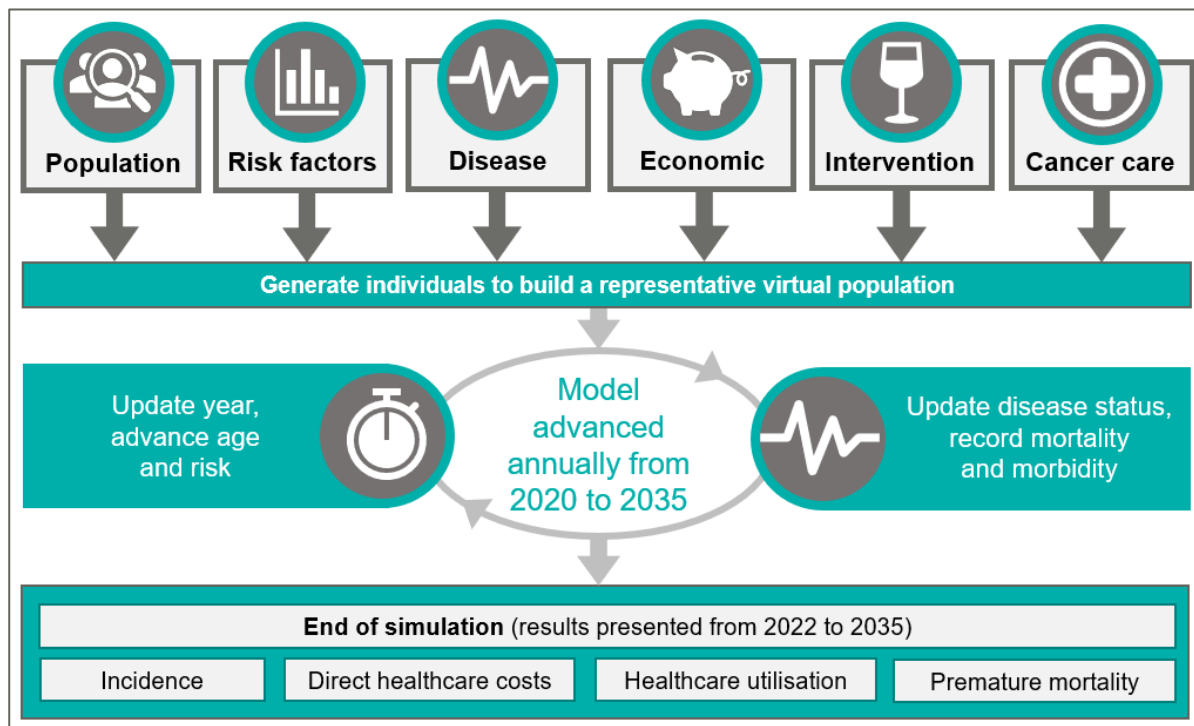 Population
Risk factors
Disease
Economic
Intervention
Cancer care
Generate individuals to build a representative virtual population
Update year,
advance age
and risk
Model
advanced
annually from
2020 to 2035
Update disease status,
record mortality
and morbidity
End of simulation (results presented from 2022 to 2035)
Incidence
Direct healthcare costs
Healthcare utilisation
Premature mortality